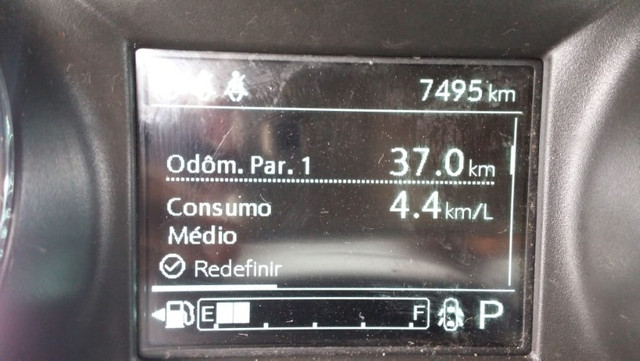 7495 km
Odôm. Par. 1 37.0 km
Consumo 4.4 km/L
Médio
Redefinir
E F P